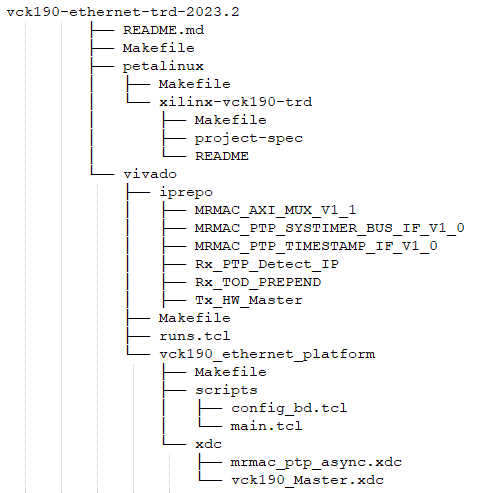 vck190-ethernet-trd-2023.2
├── README.md
├── Makefile
├── petalinux
│   ├── Makefile
│   └── xilinx-vck190-trd
│       ├── Makefile
│       ├── project-spec
│       └── README
└── vivado
    ├── iprepo
    │   ├── MRMAC_AXI_MUX_V1_1
    │   ├── MRMAC_PTP_SYSTIMER_BUS_IF_V1_0
    │   ├── MRMAC_PTP_TIMESTAMP_IF_V1_0
    │   ├── Rx_PTP_Detect_IP
    │   ├── Rx_TOD_PREPEND
    │   ├── Tx_HW_Master
    ├── Makefile
    ├── runs.tcl
    └── vck190_ethernet_platform
        ├── Makefile
        ├── scripts
        │   ├── config_bd.tcl
        │   └── main.tcl
        └── xdc
            ├── mrmac_ptp_async.xdc
            └── vck190_Master.xdc